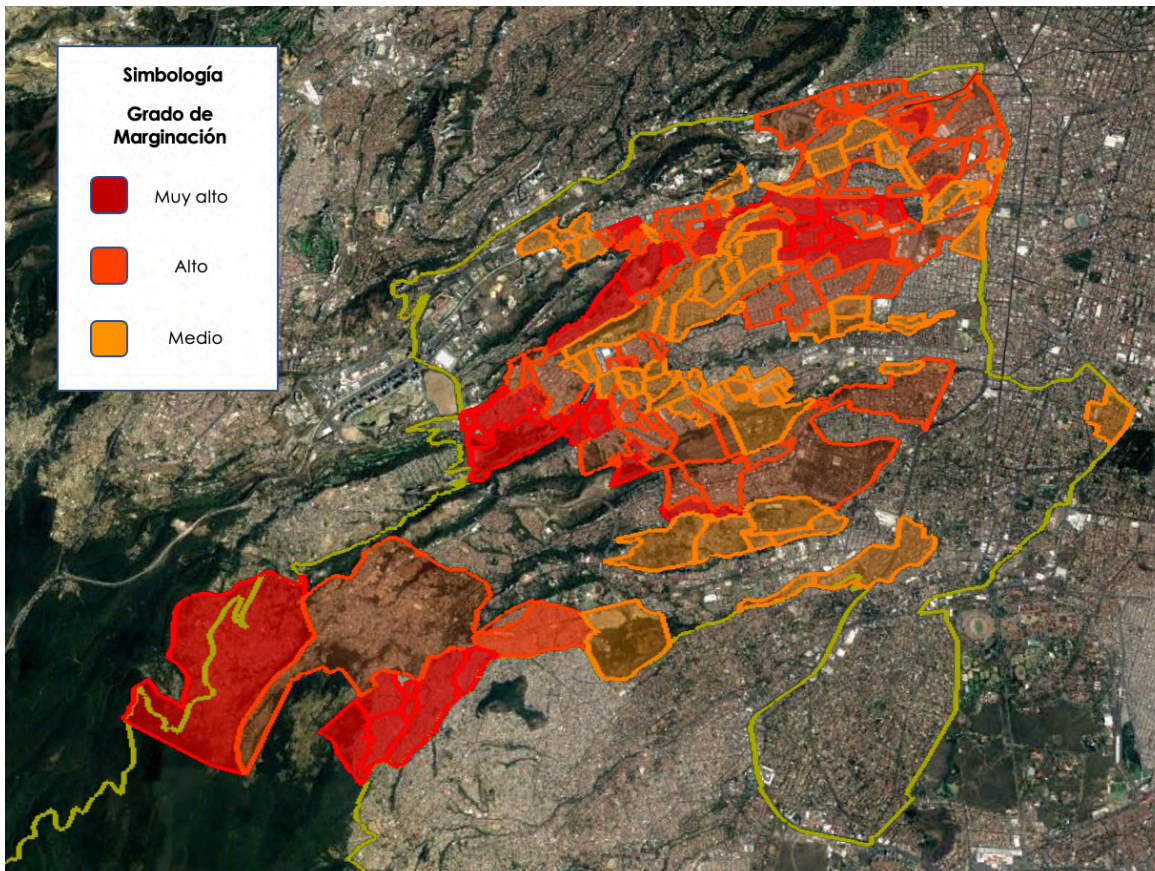 Simbología
Grado de
Marginación
Muy alto
Alto
Medio